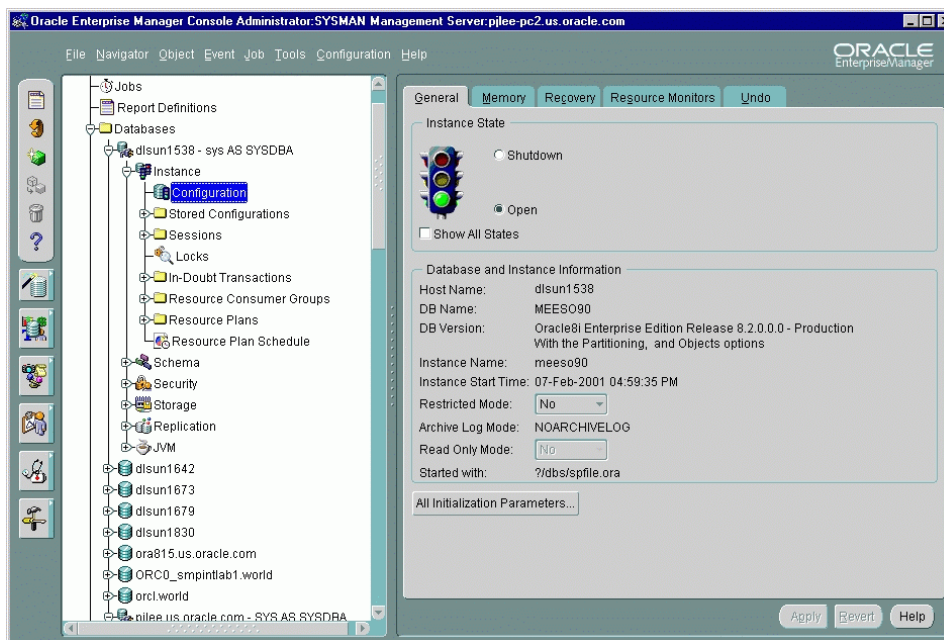 Oracle Enterprise Manager Console Administrator:SYSMAN Management Server:pjlee-pc2.us.oracle.com
File Navigator Object Event Job Tools Configuration Help
ORACLE
EnterpriseManager
Jobs
Report Definitions
Databases
dlsun1538 - sys AS SYSDBA
Instance
Configuration
Stored Configurations
Sessions
Locks
In-Doubt Transactions
Resource Consumer Groups
Resource Plans
Resource Plan Schedule
Schema
Security
Storage
Replication
JVM
dlsun1642
dlsun1673
dlsun1679
dlsun1830
ora815.us.oracle.com
ORC0_smpintlab1.world
orcl.world
pjlee.us.oracle.com - SYS AS SYSDBA
General Memory Recovery Resource Monitors Undo
Instance State
Shutdown
Open
Show All States
Database and Instance Information
Host Name: dlsun1538
DB Name: MEESO90
DB Version: Oracle8i Enterprise Edition Release 8.2.0.0.0 - Production
With the Partitioning, and Objects options
Instance Name: meeso90
Instance Start Time: 07-Feb-2001 04:59:35 PM
Restricted Mode: No
Archive Log Mode: NOARCHIVELOG
Read Only Mode: No
Started with: ?/dbs/spfile.ora
All Initialization Parameters...
Apply Revert Help